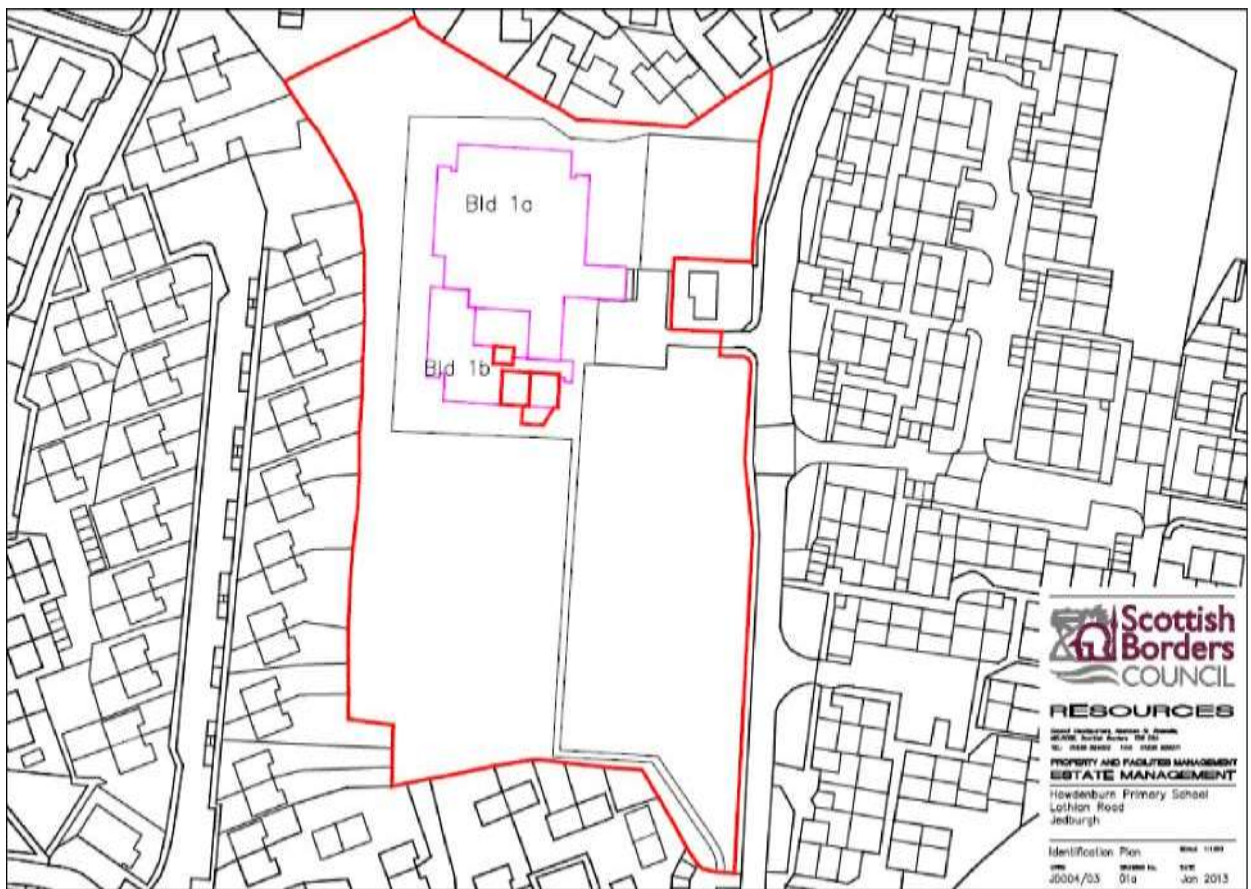 Bld 1a
Bld 1b
Scottish
Borders
COUNCIL
RESOURCES
PROPERTY AND FACILITIES MANAGEMENT
ESTATE MANAGEMENT
Howdenburn Primary School
Lothian Road
Jedburgh
Identification Plan
J0004/03 01a Jan 2013